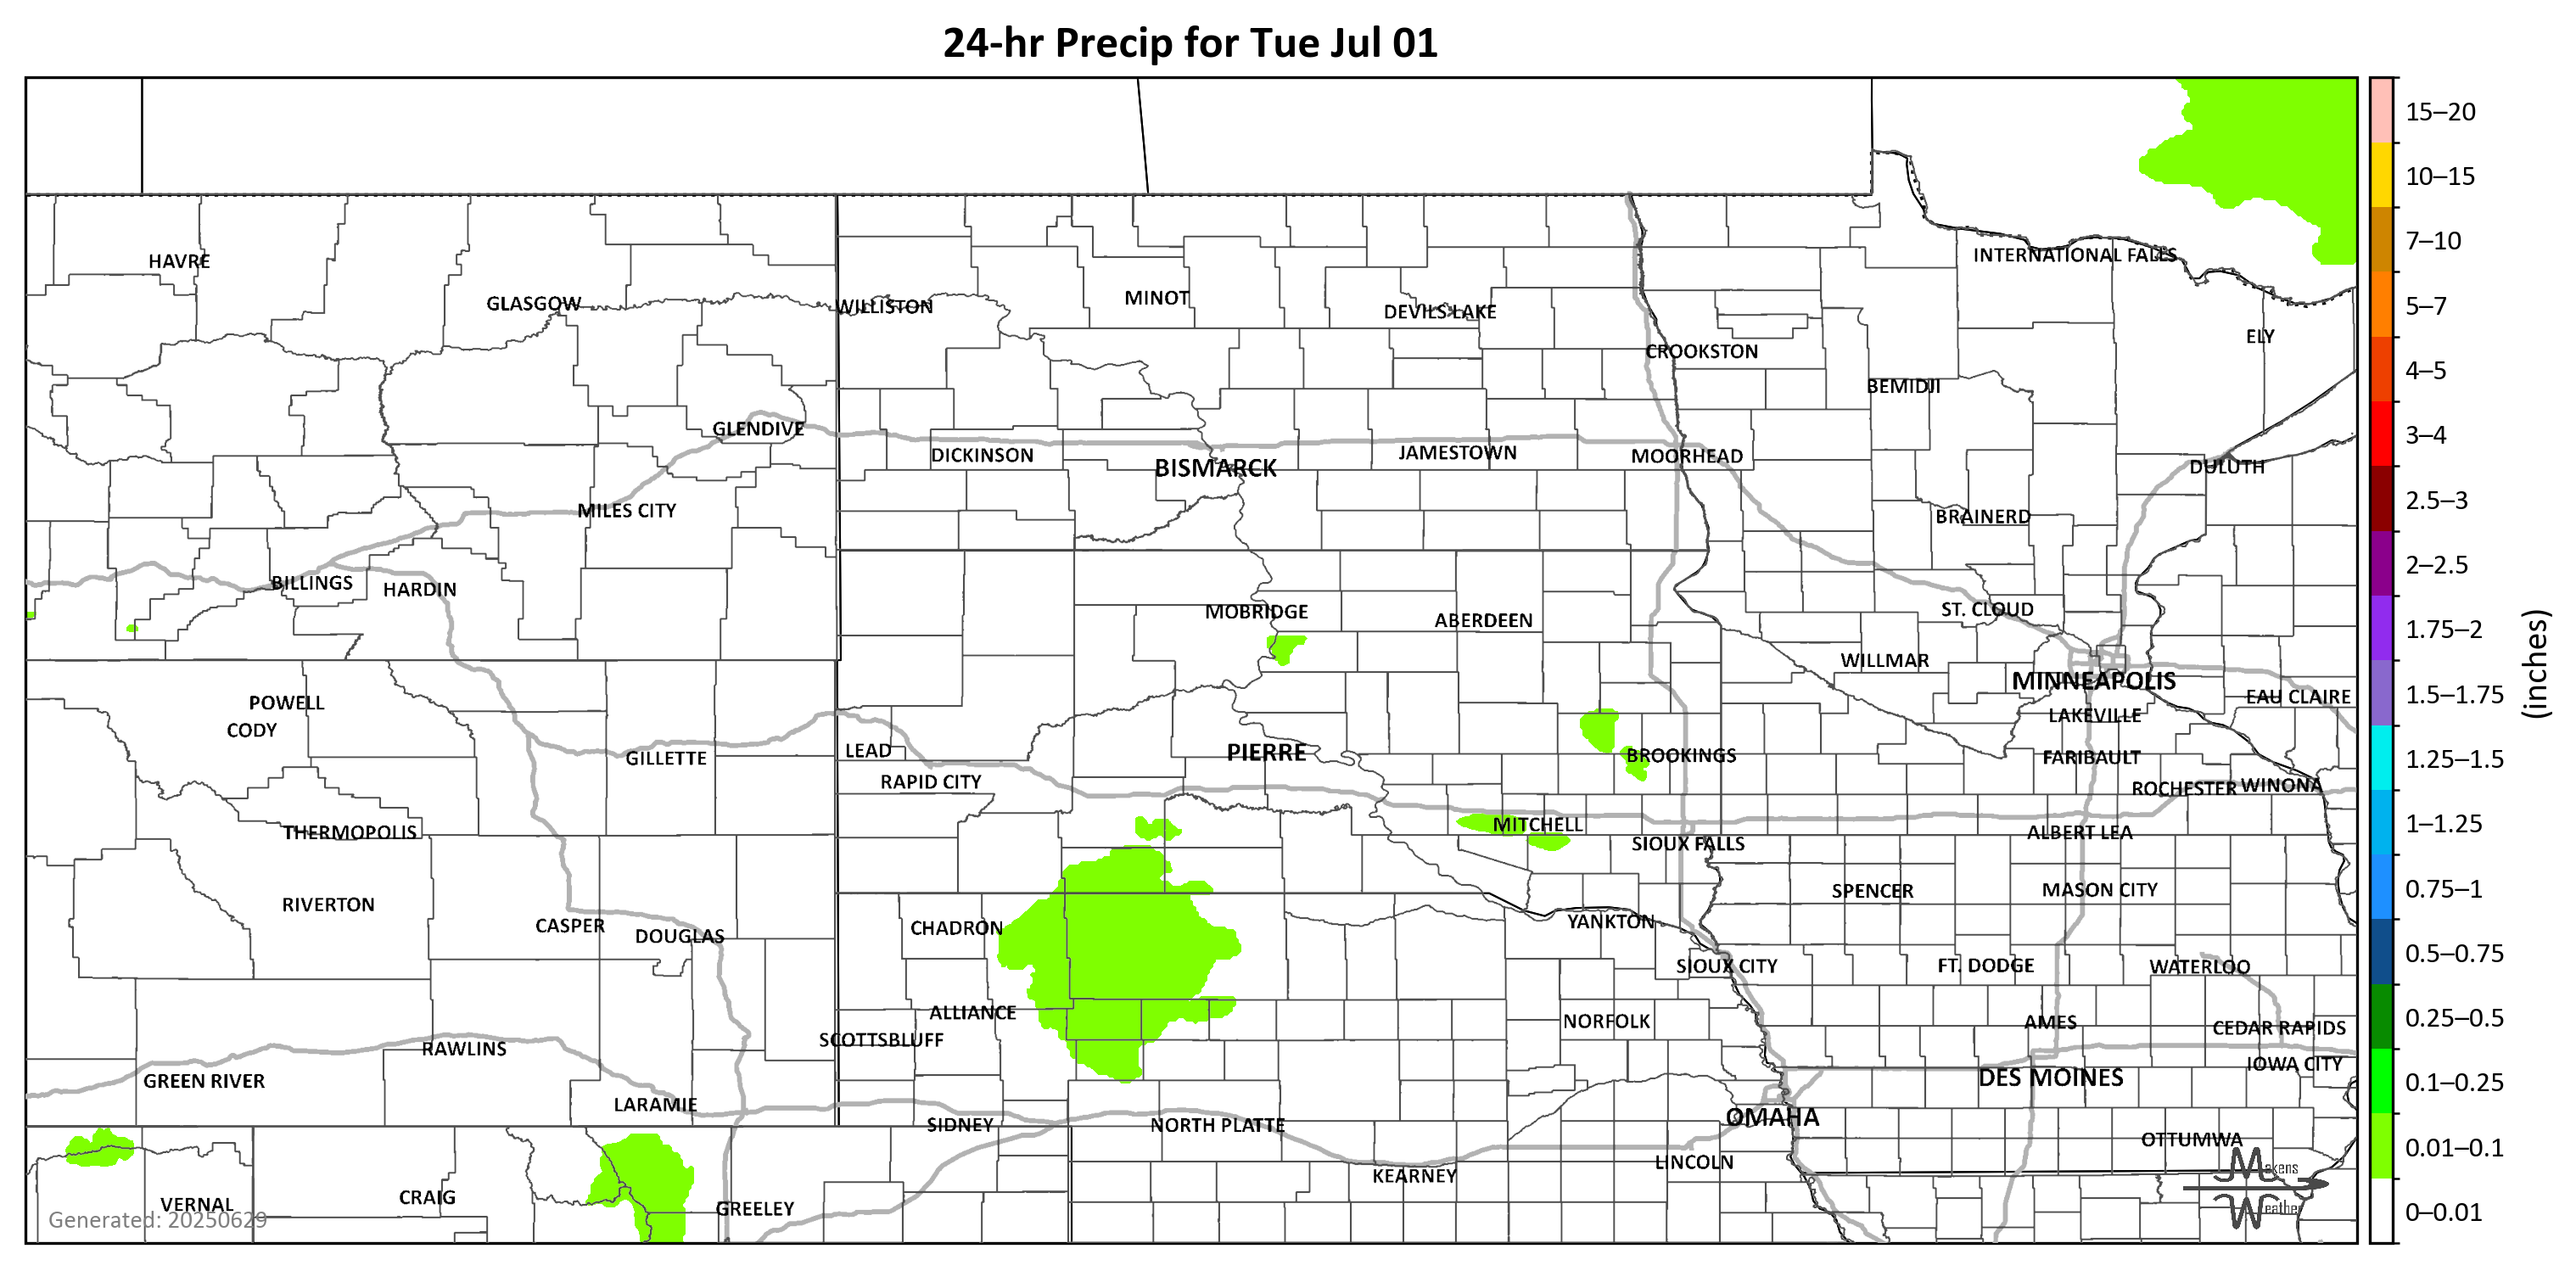 24-hr Precip for Tue Jul 01
15–20
10–15
7–10
5–7
4–5
3–4
2.5–3
2–2.5
1.75–2
1.5–1.75
1.25–1.5
1–1.25
0.75–1
0.5–0.75
0.25–0.5
0.1–0.25
0.01–0.1
0–0.01
(inches)
HAVRE
INTERNATIONAL FALLS
GLASGOW
WILLISTON
MINOT
DEVILS LAKE
ELY
CROOKSTON
BEMIDJI
GLENDIVE
DICKINSON
BISMARCK
JAMESTOWN
MOORHEAD
DULUTH
MILES CITY
BRAINERD
BILLINGS
HARDIN
MOBRIDGE
ABERDEEN
ST. CLOUD
WILLMAR
MINNEAPOLIS
EAU CLAIRE
POWELL
CODY
LAKEVILLE
GILLETTE
LEAD
PIERRE
BROOKINGS
FARIBAULT
RAPID CITY
ROCHESTER
WINONA
THERMOPOLIS
MITCHELL
SIOUX FALLS
ALBERT LEA
RIVERTON
SPENCER
MASON CITY
CASPER
DOUGLAS
CHADRON
YANKTON
SIOUX CITY
FT. DODGE
WATERLOO
ALLIANCE
NORFOLK
AMES
CEDAR RAPIDS
SCOTTSBLUFF
RAWLINS
IOWA CITY
GREEN RIVER
DES MOINES
LARAMIE
SIDNEY
NORTH PLATTE
OMAHA
OTTUMWA
LINCOLN
KEARNEY
VERNAL
CRAIG
GREELEY
Generated: 20250629
Makens
Weather